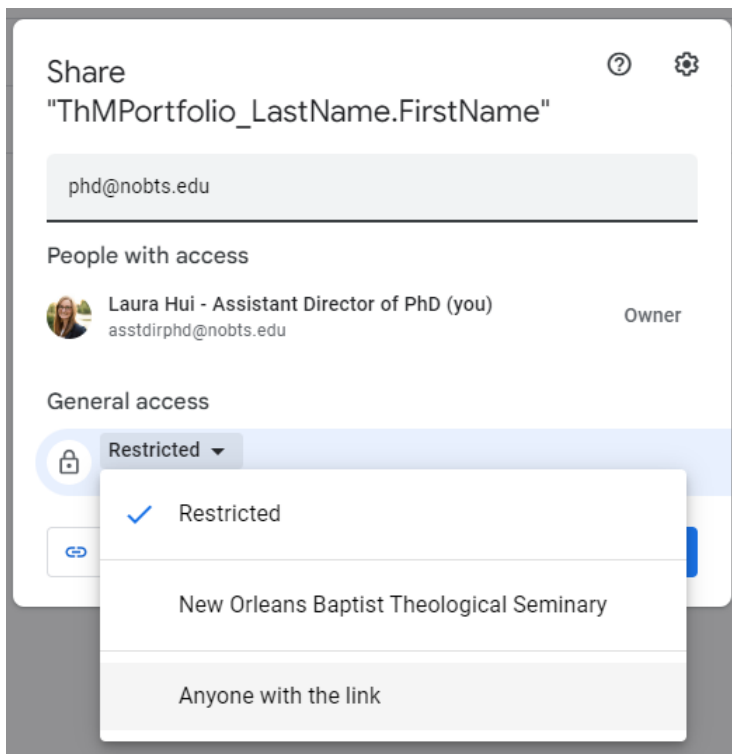 Share
"ThMPortfolio_LastName.FirstName"
phd@nobts.edu
People with access
Laura Hui - Assistant Director of PhD (you)
asstdirphd@nobts.edu
Owner
General access
Restricted
Restricted
New Orleans Baptist Theological Seminary
Anyone with the link